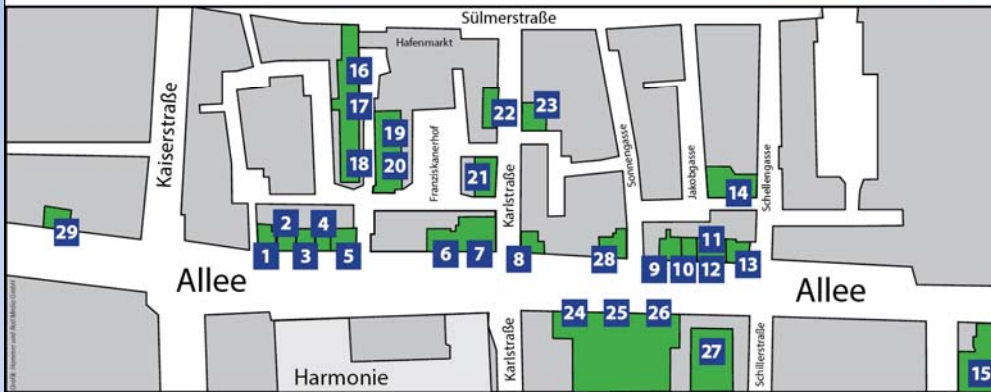 Sülmerstraße
Hafenmarkt
16
17
22
23
19
18
20
21
14
Kaiserstraße
Franziskanerhof
Karlstraße
Sonnengasse
Jakobgasse
Schellengasse
29
2
4
1
3
5
6
7
8
28
9
10
11
12
13
Allee
Allee
24
25
26
27
15
Karlstraße
Schillerstraße
Harmonie